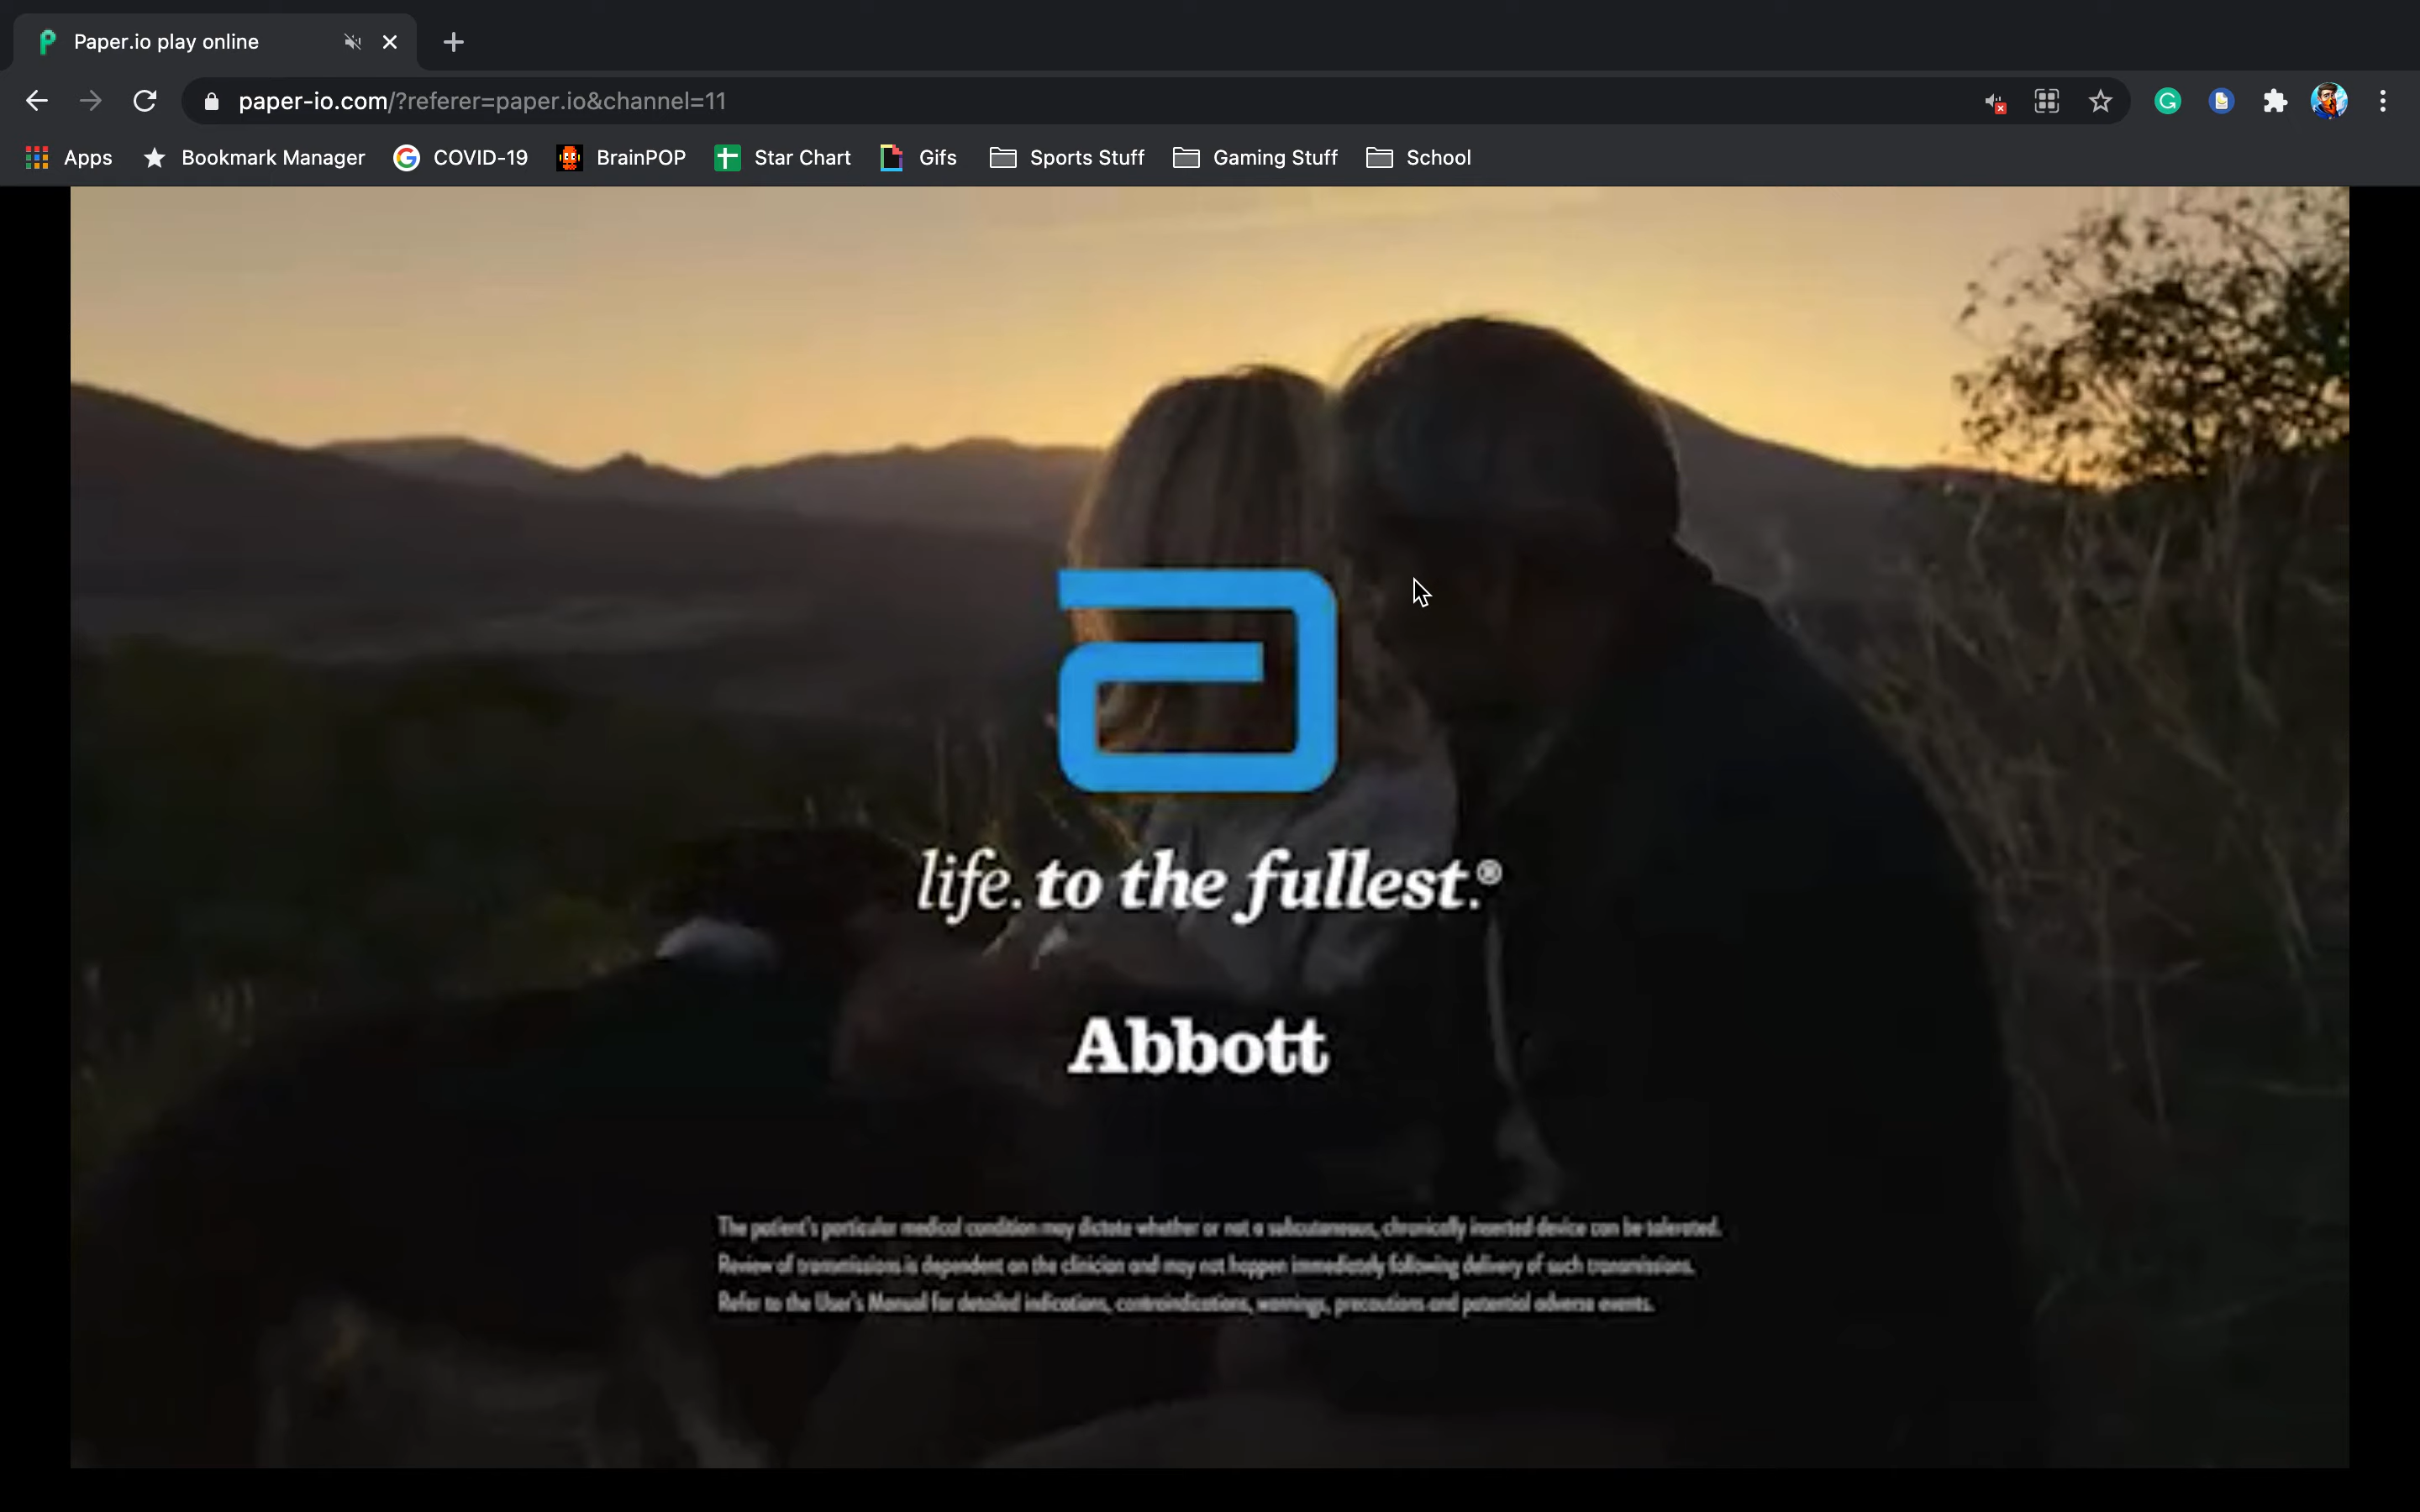 Paper.io play online
paper-io.com/?referer=paper.io&channel=11
Apps Bookmark Manager COVID-19 BrainPOP Star Chart Gifs Sports Stuff Gaming Stuff School
life. to the fullest.®
Abbott
The patient's particular medical condition may dictate whether or not a subcutaneous, chronically inserted device can be tolerated.
Review of transmissions is dependent on the clinician and may not happen immediately following delivery of such transmissions.
Refer to the User's Manual for detailed indications, contraindications, warnings, precautions and potential adverse events.